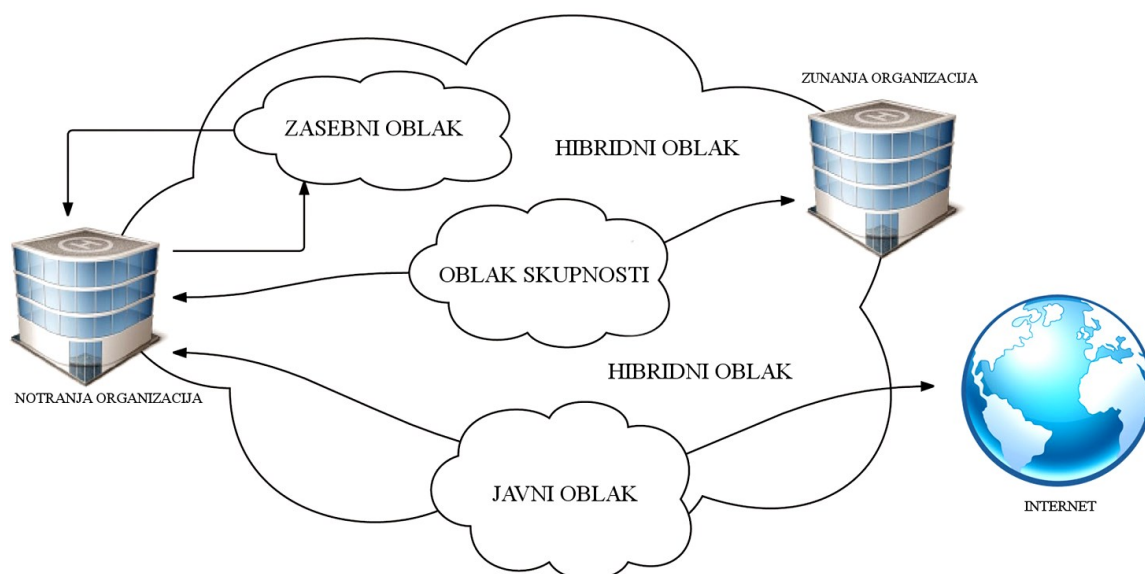 ZUNANJA ORGANIZACIJA
ZASEBNI OBLAK
HIBRIDNI OBLAK
OBLAK SKUPNOSTI
HIBRIDNI OBLAK
NOTRANJA ORGANIZACIJA
JAVNI OBLAK
INTERNET